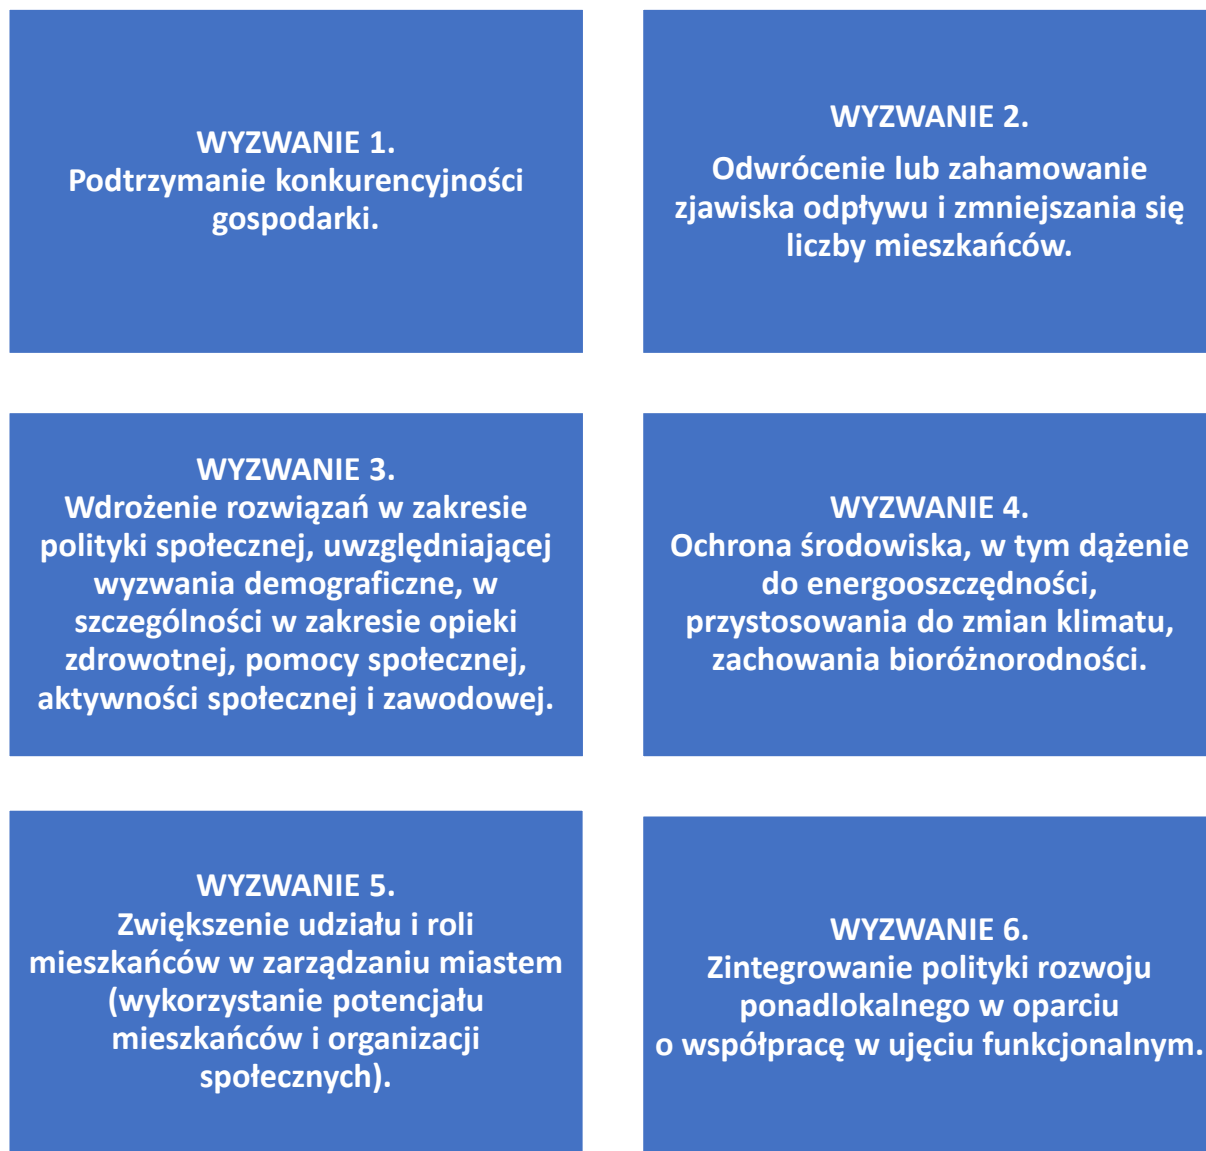 WYZWANIE 1.
Podtrzymanie konkurencyjności
gospodarki.
WYZWANIE 2.
Odwrócenie lub zahamowanie
zjawiska odpływu i zmniejszania się
liczby mieszkańców.
WYZWANIE 3.
Wdrożenie rozwiązań w zakresie
polityki społecznej, uwzględniającej
wyzwania demograficzne, w
szczególności w zakresie opieki
zdrowotnej, pomocy społecznej,
aktywności społecznej i zawodowej.
WYZWANIE 4.
Ochrona środowiska, w tym dążenie
do energooszczędności,
przystosowania do zmian klimatu,
zachowania bioróżnorodności.
WYZWANIE 5.
Zwiększenie udziału i roli
mieszkańców w zarządzaniu miastem
(wykorzystanie potencjału
mieszkańców i organizacji
społecznych).
WYZWANIE 6.
Zintegrowanie polityki rozwoju
ponadlokalnego w oparciu
o współpracę w ujęciu funkcjonalnym.